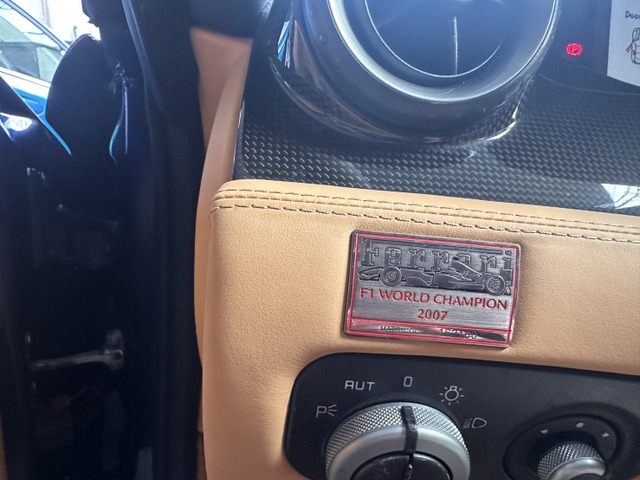 Ferrari
F1 WORLD CHAMPION
2007
AUT
0
P